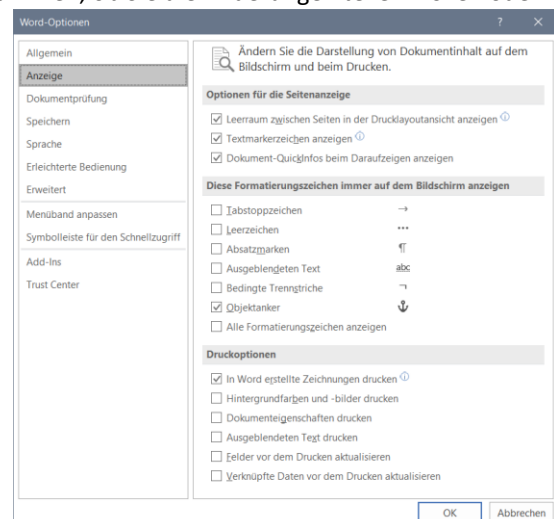 Word-Optionen ? ×
Allgemein
Anzeige
Dokumentprüfung
Speichern
Sprache
Erleichterte Bedienung
Erweitert
Menüband anpassen
Symbolleiste für den Schnellzugriff
Add-Ins
Trust Center
Ändern Sie die Darstellung von Dokumentinhalt auf dem
Bildschirm und beim Drucken.
Optionen für die Seitenanzeige
Leerraum zwischen Seiten in der Drucklayoutansicht anzeigen
Textmarkerzeichen anzeigen
Dokument-QuickInfos beim Daraufzeigen anzeigen
Diese Formatierungszeichen immer auf dem Bildschirm anzeigen
Tabstoppzeichen →
Leerzeichen •••
Absatzmarken ¶
Ausgeblendeten Text abc
Bedingte Trennstriche ¬
Objektanker
Alle Formatierungszeichen anzeigen
Druckoptionen
In Word erstellte Zeichnungen drucken
Hintergrundfarben und -bilder drucken
Dokumenteigenschaften drucken
Ausgeblendeten Text drucken
Felder vor dem Drucken aktualisieren
Verknüpfte Daten vor dem Drucken aktualisieren
OK Abbrechen